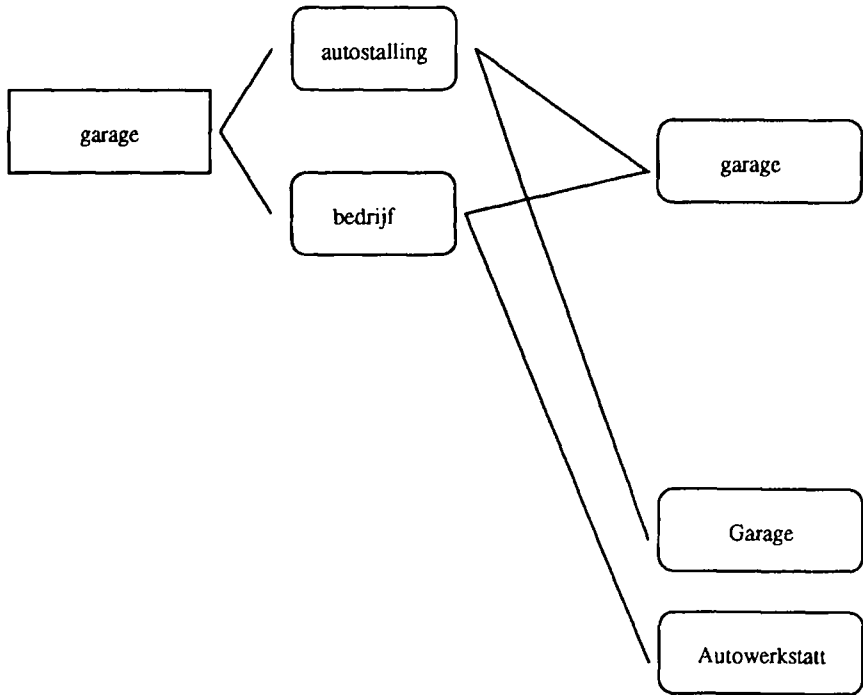 autostalling
garage
bedrijf
garage
Garage
Autowerkstatt